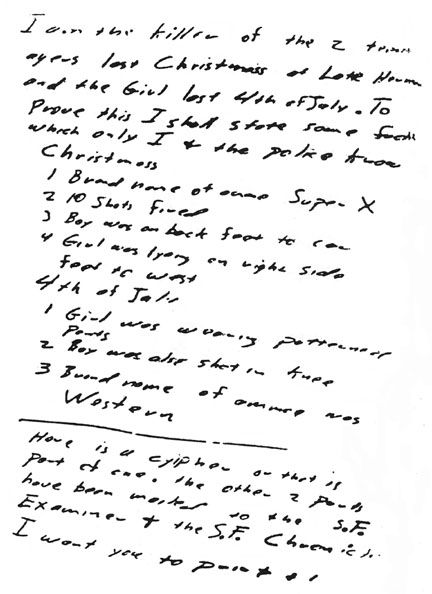 I am the killer of the 2 teen
agers last Christmass at Lake Herman
and the Girl last 4th of July. To
Prove this I shall state some facts
which only I + the police know
Christmass
1 Brand name of ammo Super X
2 10 Shots fired
3 Boy was on back feet to car
4 Girl was lyeing on right side
feet to west
4th of July
1 Girl was wearing patterned
pants
2 Boy was also shot in knee
3 Brand name of ammo was
Western
Here is a cyipher or that is
part of one. the other 2 parts
have been mailed to the S.F.
Examiner + the S.F. Chronicle
I want you to print